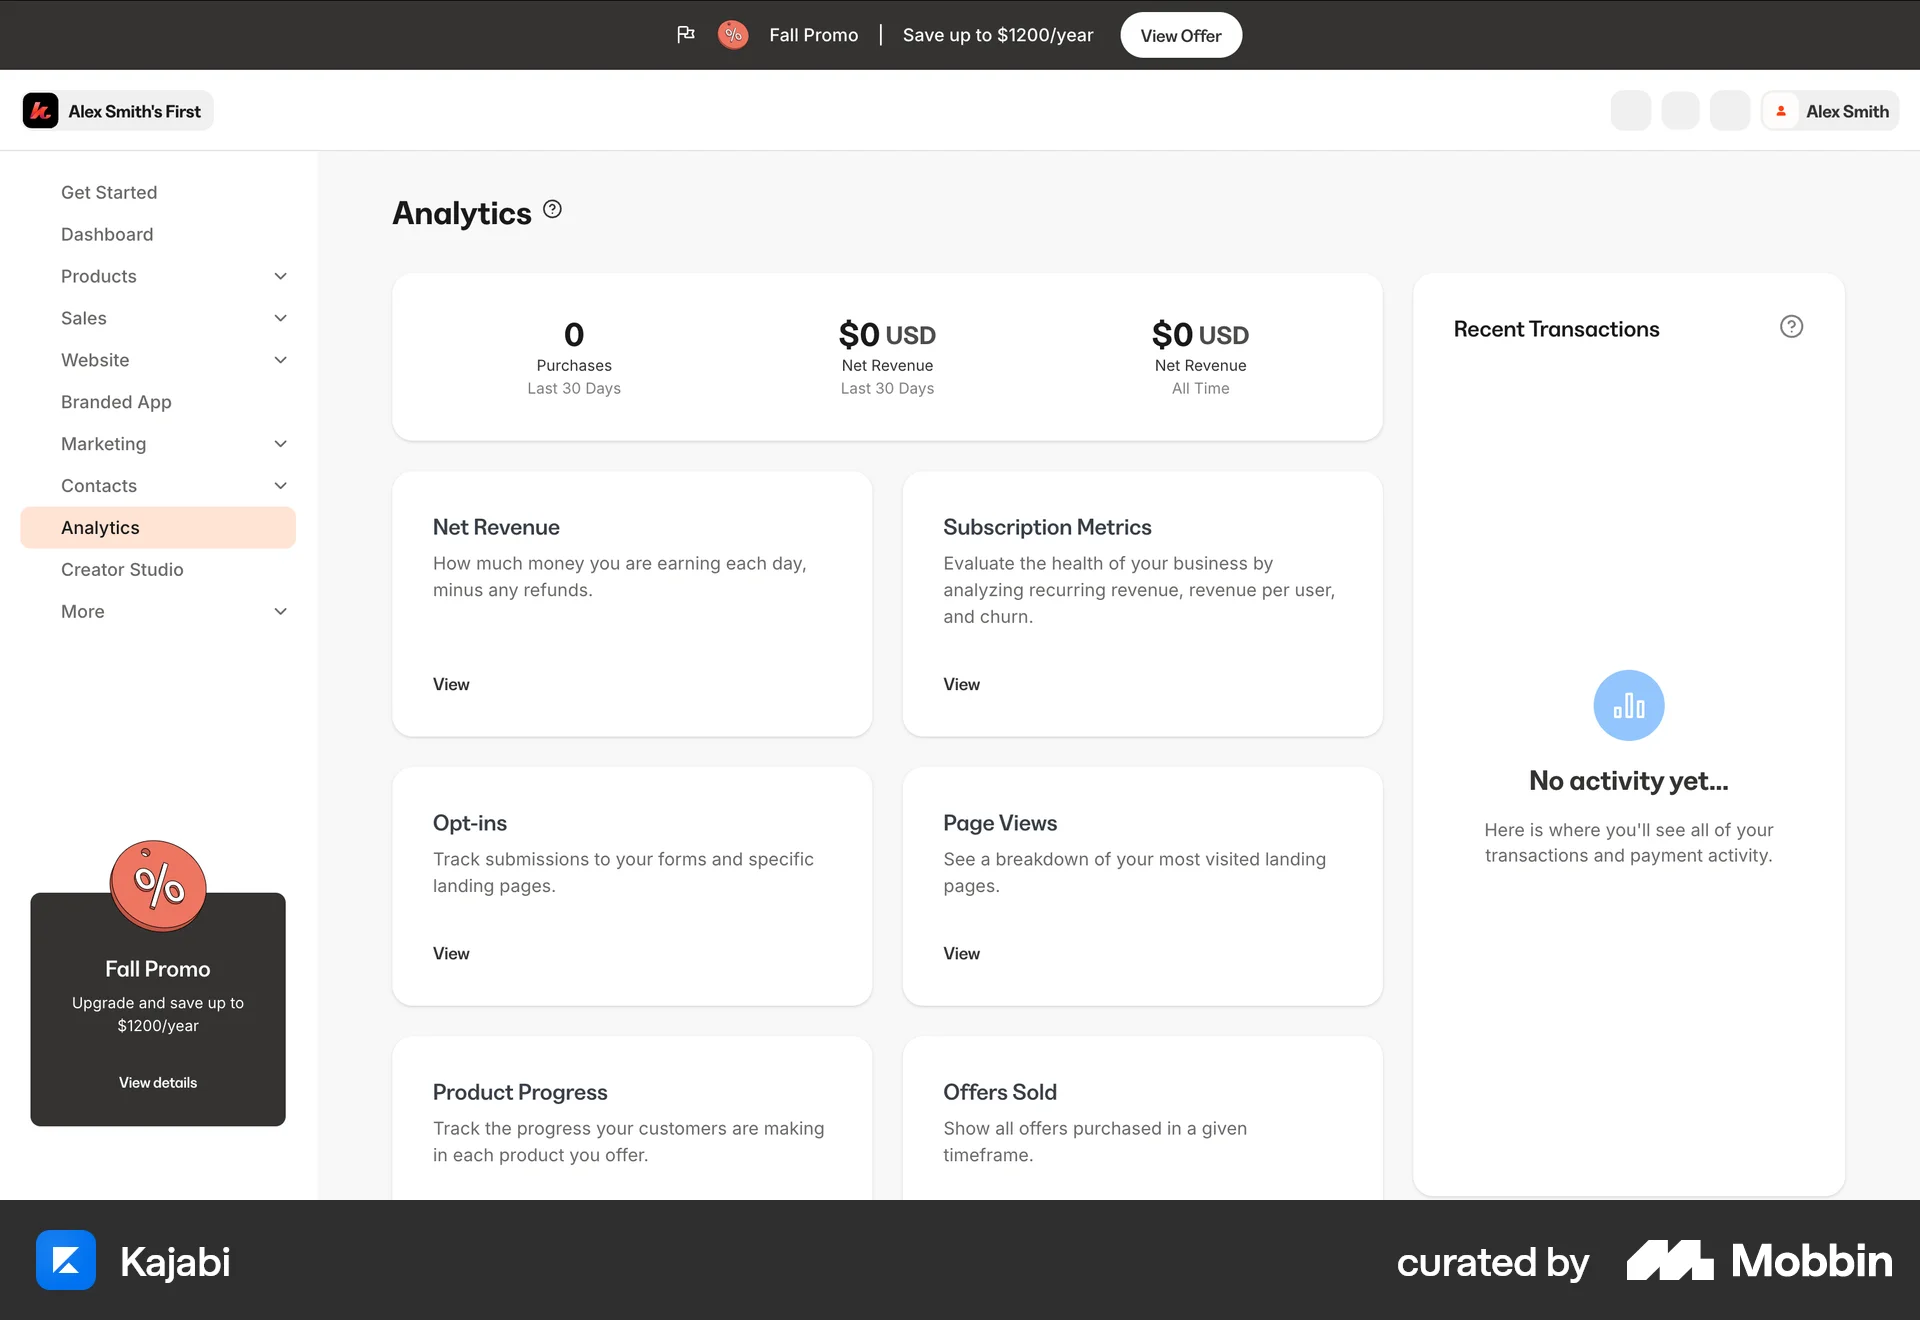 Fall Promo | Save up to $1200/year View Offer
Alex Smith's First
Alex Smith
Get Started
Dashboard
Products
Sales
Website
Branded App
Marketing
Contacts
Analytics
Creator Studio
More
%
Fall Promo
Upgrade and save up to
$1200/year
View details
Analytics
0
Purchases
Last 30 Days
$0 USD
Net Revenue
Last 30 Days
$0 USD
Net Revenue
All Time
Net Revenue
How much money you are earning each day,
minus any refunds.
View
Subscription Metrics
Evaluate the health of your business by
analyzing recurring revenue, revenue per user,
and churn.
View
Opt-ins
Track submissions to your forms and specific
landing pages.
View
Page Views
See a breakdown of your most visited landing
pages.
View
Product Progress
Track the progress your customers are making
in each product you offer.
Offers Sold
Show all offers purchased in a given
timeframe.
Recent Transactions
No activity yet...
Here is where you'll see all of your
transactions and payment activity.
Kajabi
curated by Mobbin